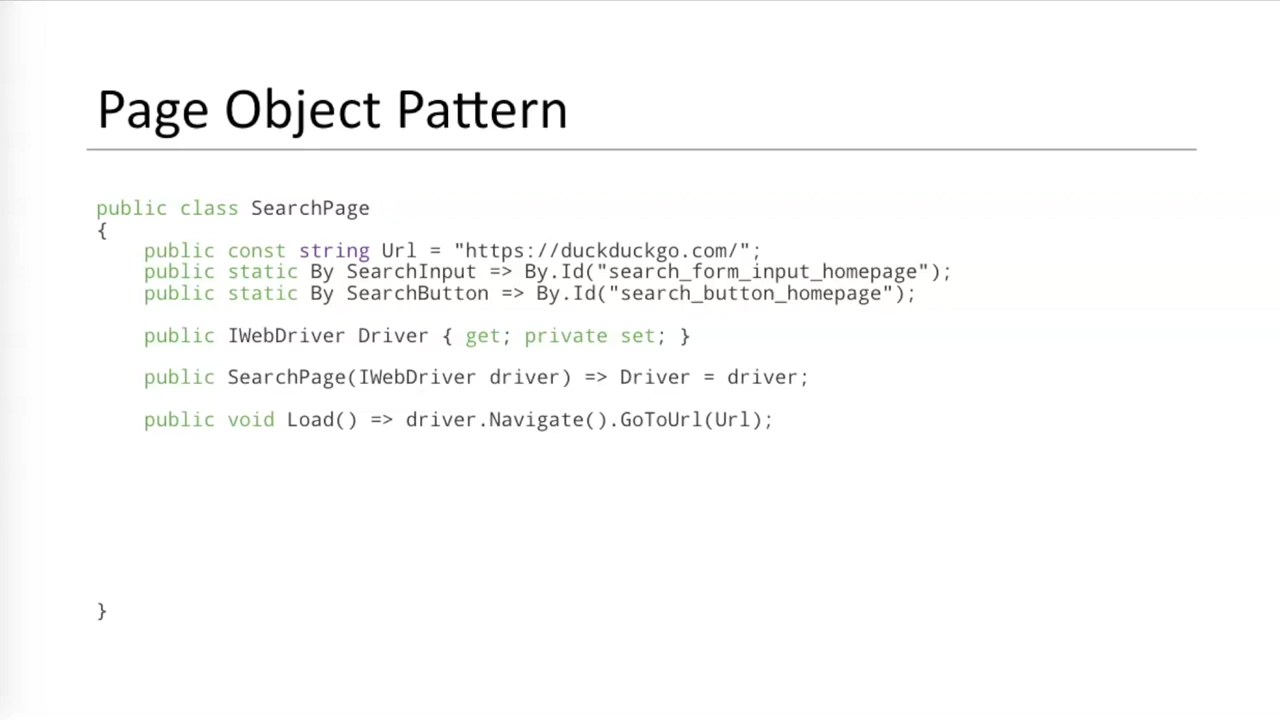 Page Object Pattern
public class SearchPage
{
    public const string Url = "https://duckduckgo.com/";
    public static By SearchInput => By.Id("search_form_input_homepage");
    public static By SearchButton => By.Id("search_button_homepage");
    public IWebDriver Driver { get; private set; }
    public SearchPage(IWebDriver driver) => Driver = driver;
    public void Load() => driver.Navigate().GoToUrl(Url);
}